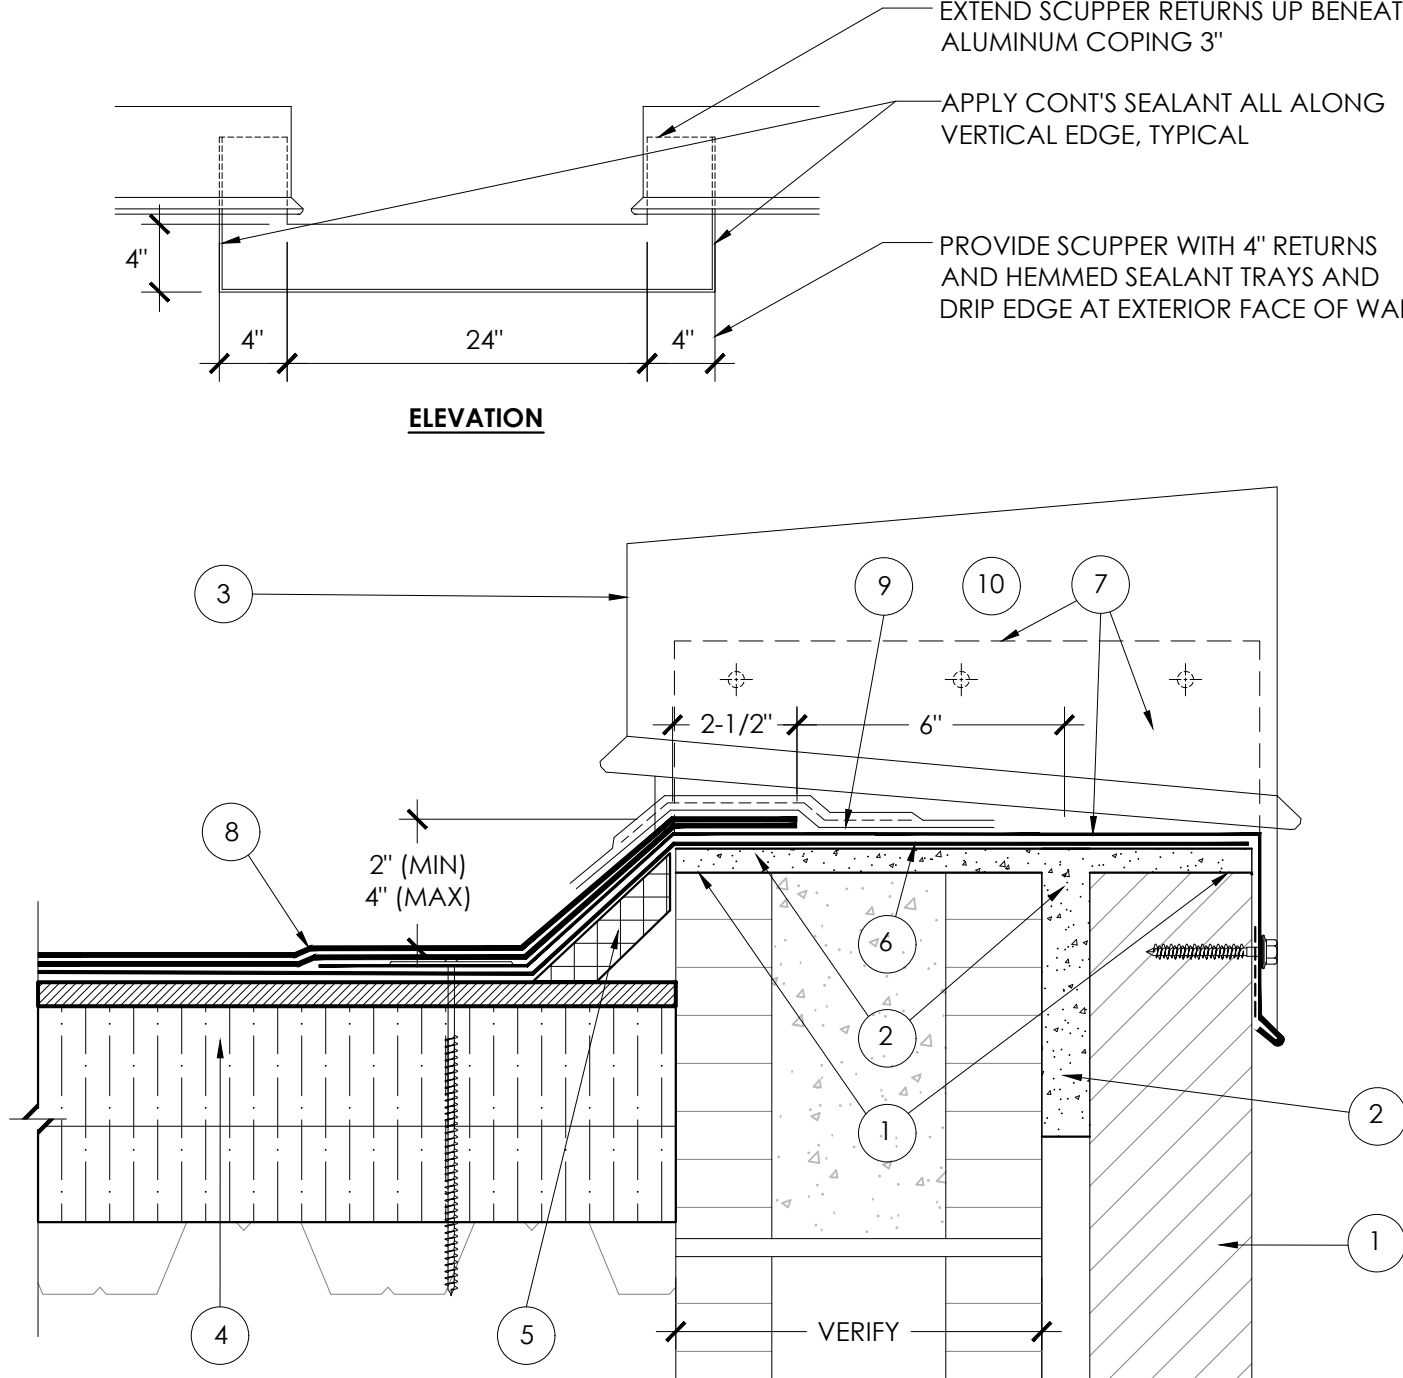 EXTEND SCUPPER RETURNS UP BENEAT
ALUMINUM COPING 3"
APPLY CONT'S SEALANT ALL ALONG
VERTICAL EDGE, TYPICAL
PROVIDE SCUPPER WITH 4" RETURNS
AND HEMMED SEALANT TRAYS AND
DRIP EDGE AT EXTERIOR FACE OF WAL
4"
4"
24"
4"
ELEVATION
3
9
10
7
2-1/2"
6"
8
2" (MIN)
4" (MAX)
6
2
1
2
1
4
5
VERIFY